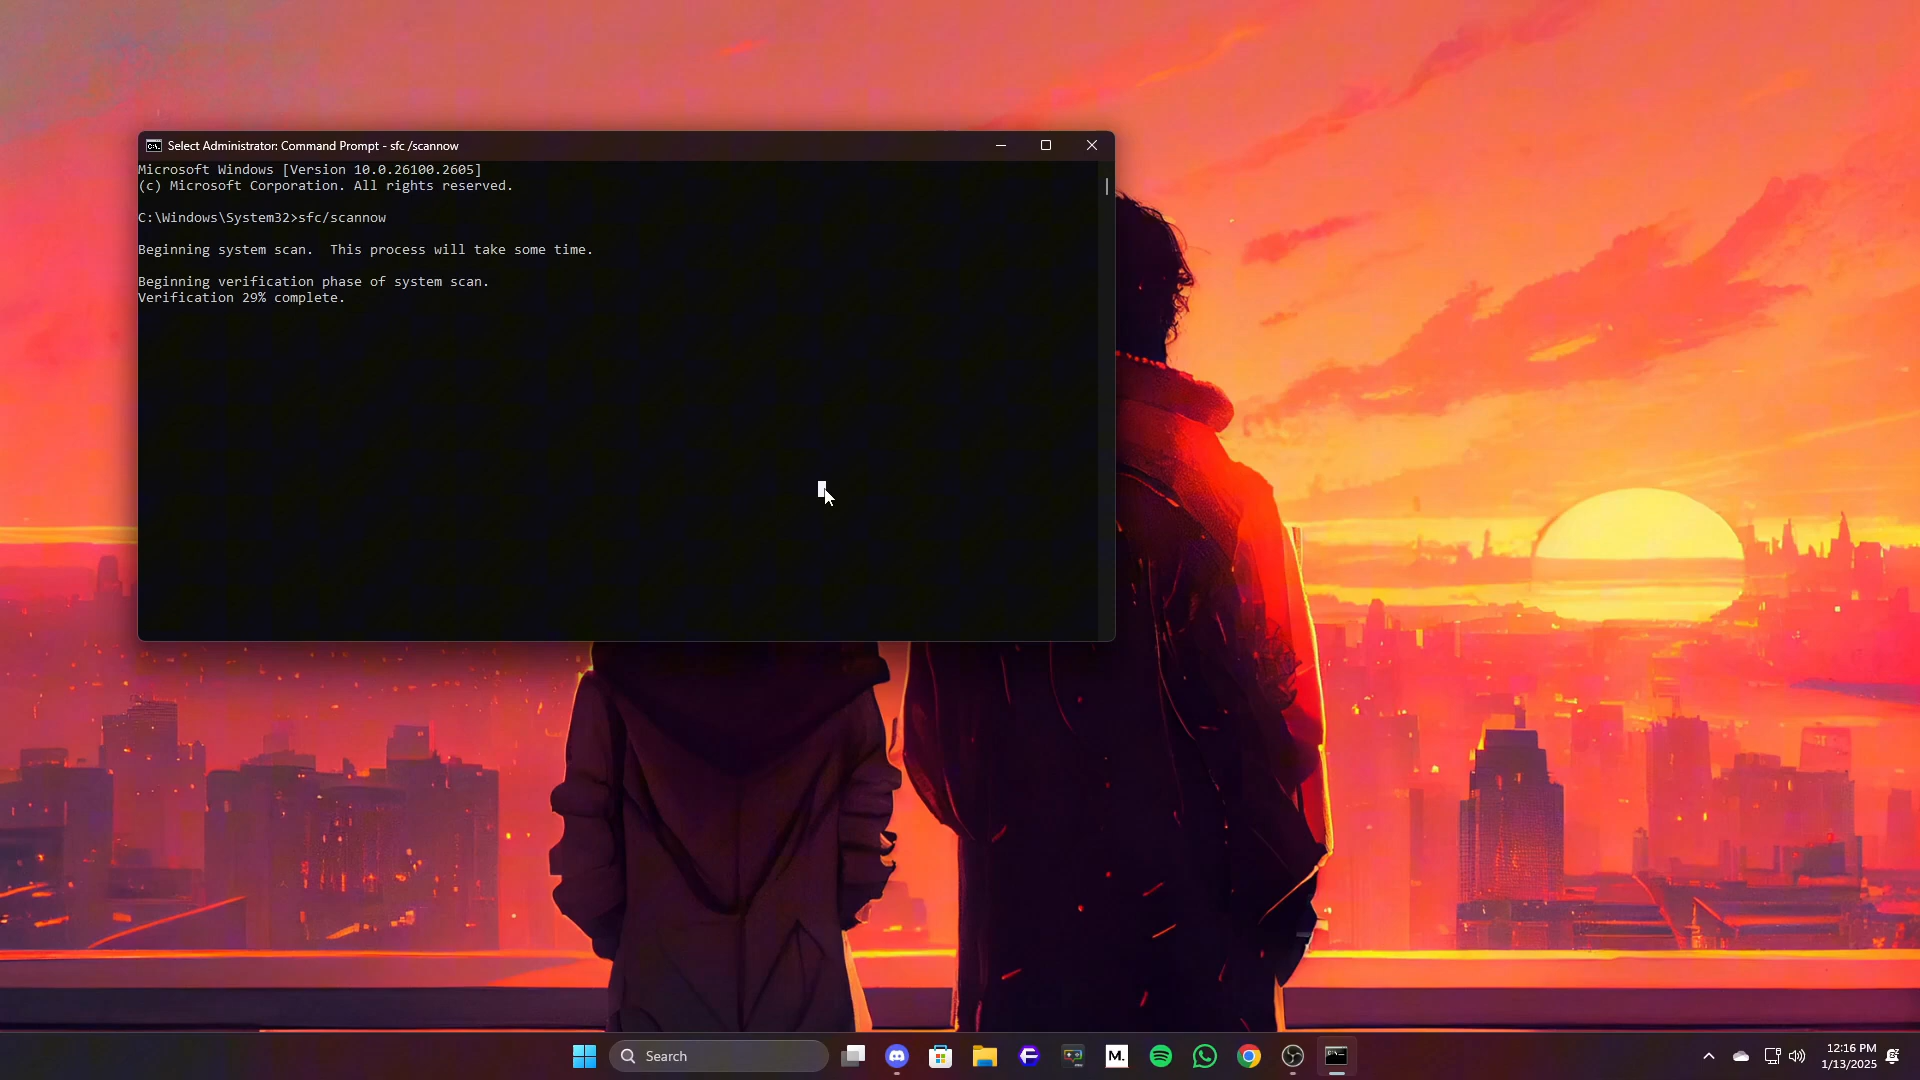 Select Administrator: Command Prompt - sfc /scannow
Microsoft Windows [Version 10.0.26100.2605]
(c) Microsoft Corporation. All rights reserved.
C:\Windows\System32>sfc/scannow
Beginning system scan.  This process will take some time.
Beginning verification phase of system scan.
Verification 29% complete.
Search
M.
12:16 PM
1/13/2025